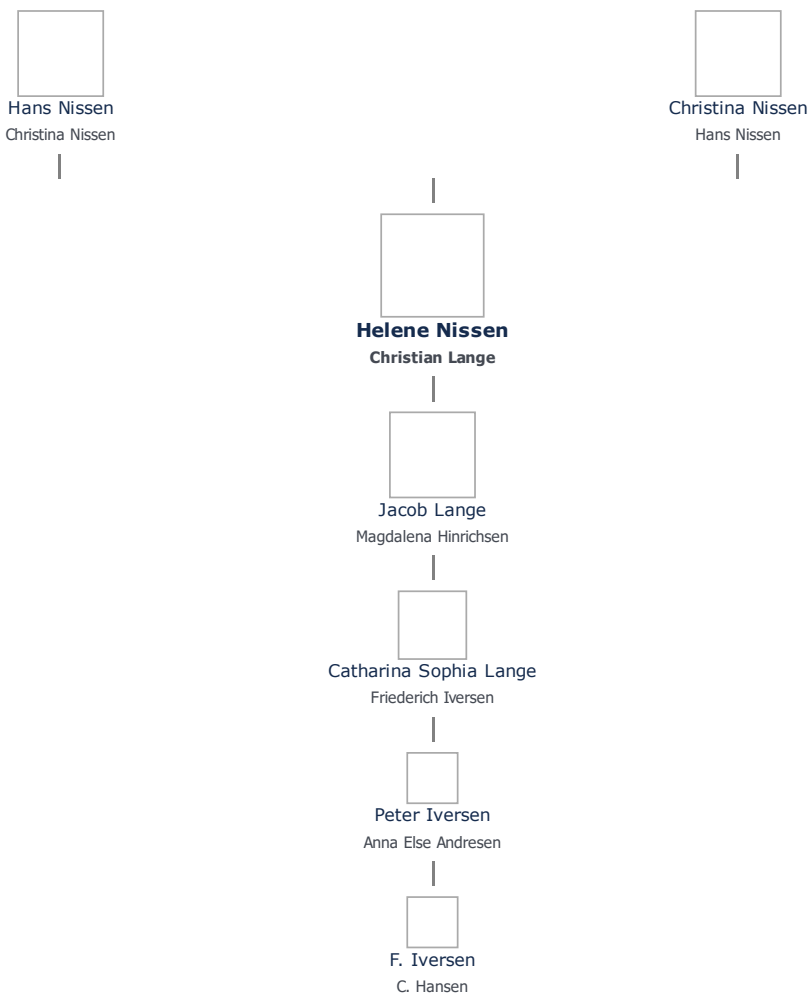 Hans Nissen
Christina Nissen
Christina Nissen
Hans Nissen
Helene Nissen
Christian Lange
Jacob Lange
Magdalena Hinrichsen
Catharina Sophia Lange
Friederich Iversen
Peter Iversen
Anna Else Andresen
F. Iversen
C. Hansen